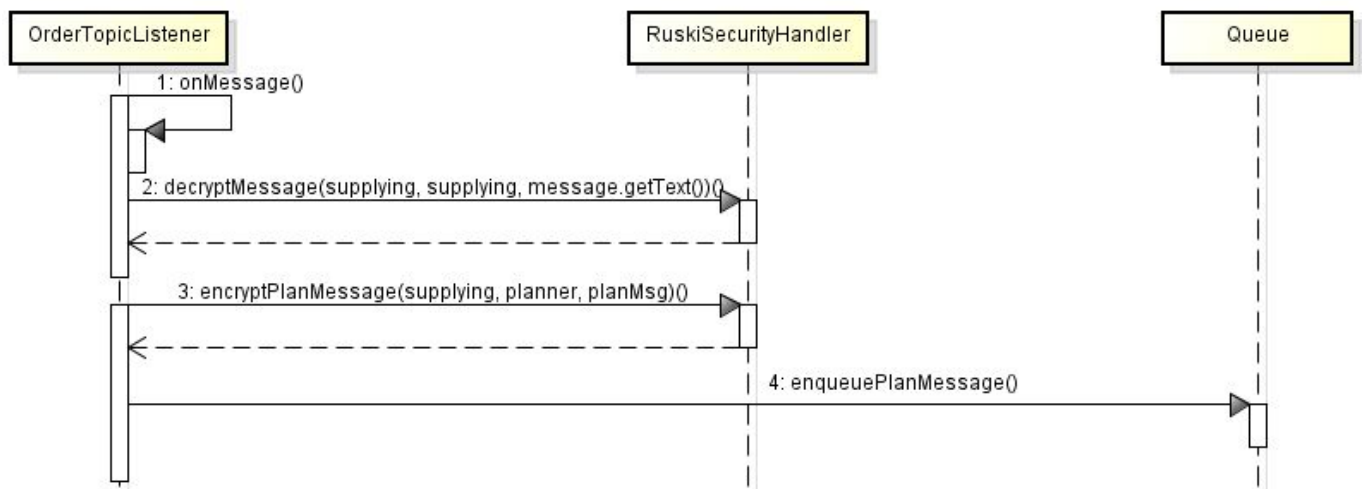 OrderTopicListener
RuskiSecurityHandler
Queue
1: onMessage()
2: decryptMessage(supplying, supplying, message.getText())()
3: encryptPlanMessage(supplying, planner, planMsg)()
4: enqueuePlanMessage()